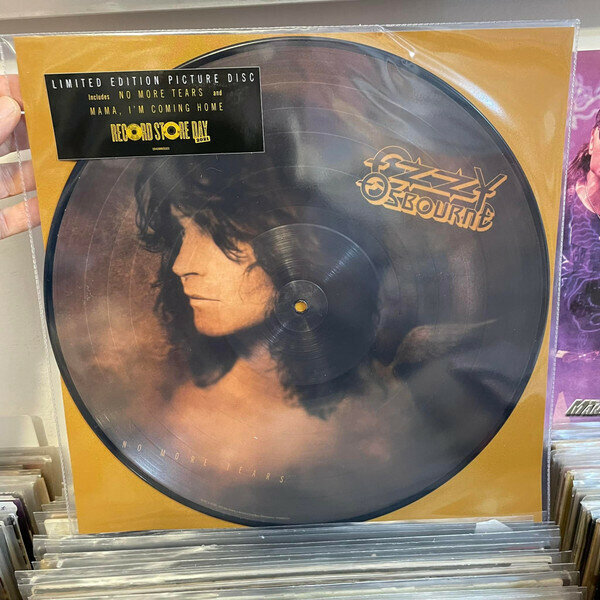 LIMITED EDITION PICTURE DISC
Includes NO MORE TEARS and
MAMA, I'M COMING HOME
RECORD STORE DAY
OZZY
OSBOURNE
NO MORE TEARS